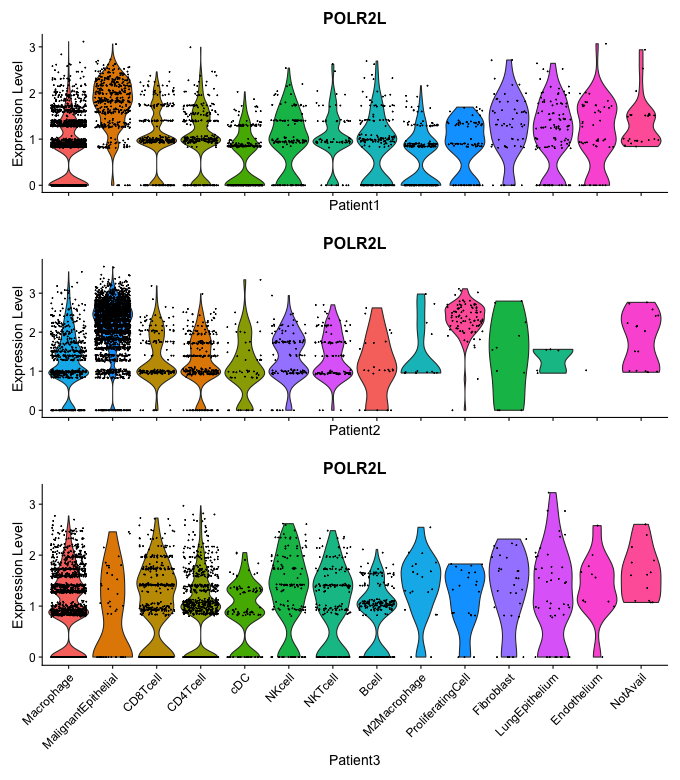 POLR2L
Expression Level
3
2
1
0
Patient1
POLR2L
Expression Level
3
2
1
0
Patient2
POLR2L
Expression Level
3
2
1
0
Macrophage
MalignantEpithelial
CD8Tcell
CD4Tcell
cDC
NKcell
NKTcell
Bcell
M2Macrophage
ProliferatingCell
Fibroblast
LungEpithelium
Endothelium
NotAvail
Patient3